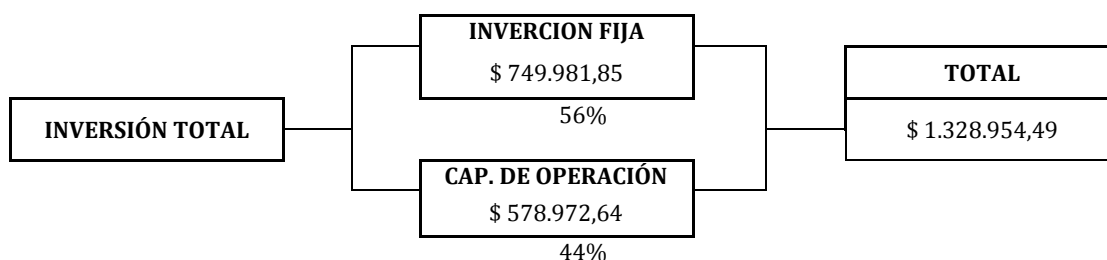 INVERSIÓN TOTAL
INVERCION FIJA
$ 749.981,85
56%
CAP. DE OPERACIÓN
$ 578.972,64
44%
TOTAL
$ 1.328.954,49